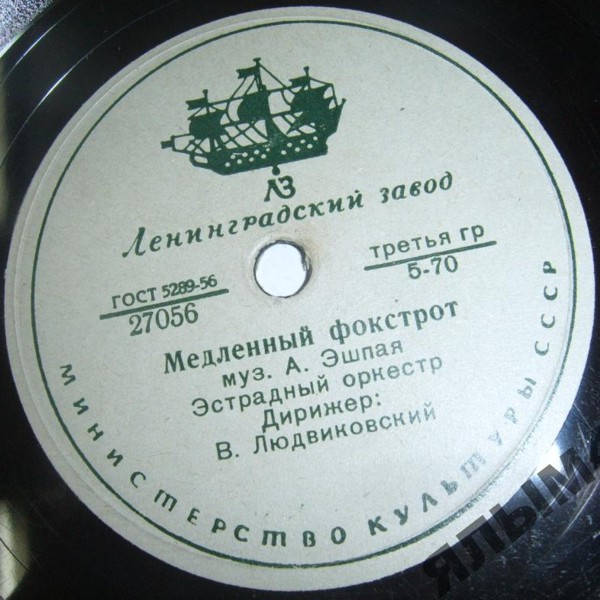 ЛЗ
Ленинградский завод
ГОСТ 5289-56
27056
третья гр
5-70
Медленный фокстрот
муз. А. Эшпая
Эстрадный оркестр
Дирижер:
В. Людвиковский
МИНИСТЕРСТВО КУЛЬТУРЫ СССР